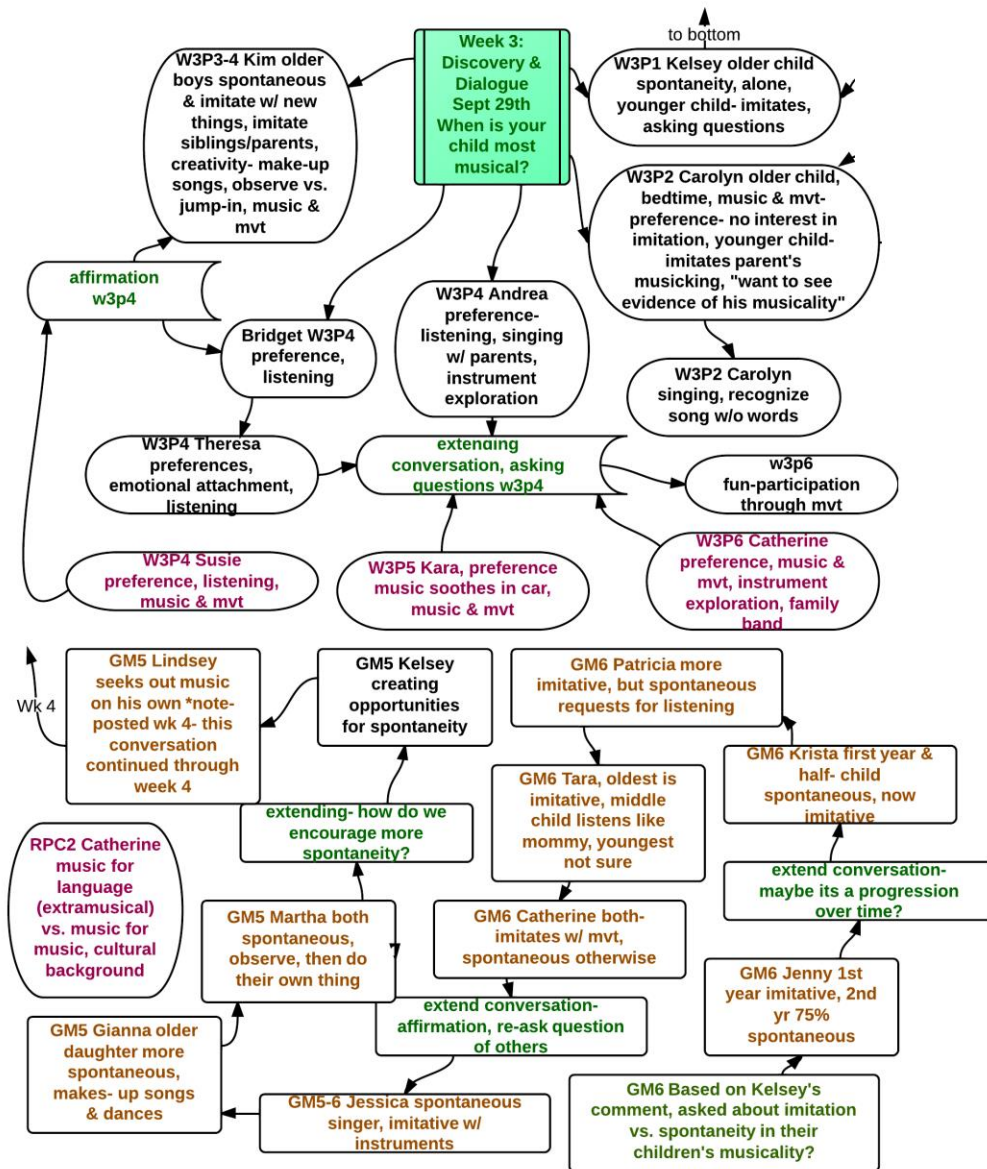 to bottom
Week 3:
Discovery &
Dialogue
Sept 29th
When is your
child most
musical?
W3P3-4 Kim older
boys spontaneous
& imitate w/ new
things, imitate
siblings/parents,
creativity- make-up
songs, observe vs.
jump-in, music &
mvt
W3P1 Kelsey older child
spontaneity, alone,
younger child- imitates,
asking questions
W3P2 Carolyn older child,
bedtime, music & mvt-
preference- no interest in
imitation, younger child-
imitates parent's
musicking, "want to see
evidence of his musicality"
affirmation
w3p4
Bridget W3P4
preference,
listening
W3P4 Andrea
preference-
listening, singing
w/ parents,
instrument
exploration
W3P2 Carolyn
singing, recognize
song w/o words
W3P4 Theresa
preferences,
emotional attachment,
listening
extending
conversation, asking
questions w3p4
w3p6
fun-participation
through mvt
W3P4 Susie
preference, listening,
music & mvt
W3P5 Kara, preference
music soothes in car,
music & mvt
W3P6 Catherine
preference, music &
mvt, instrument
exploration, family
band
Wk 4
GM5 Lindsey
seeks out music
on his own *note-
posted wk 4- this
conversation
continued through
week 4
GM5 Kelsey
creating
opportunities
for spontaneity
GM6 Patricia more
imitative, but spontaneous
requests for listening
GM6 Krista first year &
half- child
spontaneous, now
imitative
GM6 Tara, oldest is
imitative, middle
child listens like
mommy, youngest
not sure
extending- how do we
encourage more
spontaneity?
RPC2 Catherine
music for
language
(extramusical)
vs. music for
music, cultural
background
extend conversation-
maybe its a progression
over time?
GM5 Martha both
spontaneous,
observe, then do
their own thing
GM6 Catherine both-
imitates w/ mvt,
spontaneous otherwise
GM6 Jenny 1st
year imitative, 2nd
yr 75%
spontaneous
extend conversation-
affirmation, re-ask question
of others
GM5 Gianna older
daughter more
spontaneous,
makes- up songs
& dances
GM5-6 Jessica spontaneous
singer, imitative w/
instruments
GM6 Based on Kelsey's
comment, asked about imitation
vs. spontaneity in their
children's musicality?